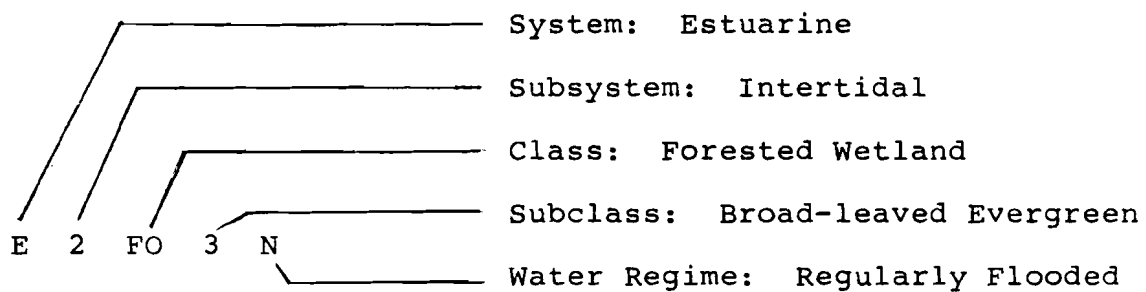 System: Estuarine
Subsystem: Intertidal
Class: Forested Wetland
Subclass: Broad-leaved Evergreen
E 2 FO 3 N
Water Regime: Regularly Flooded